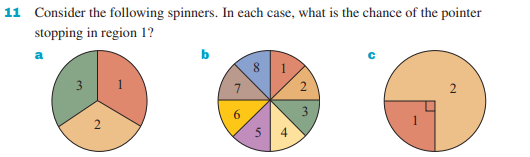 11 Consider the following spinners. In each case, what is the chance of the pointer
stopping in region 1?
a b c
3 1 2
8 1 2 3 4 5 6 7
1 2